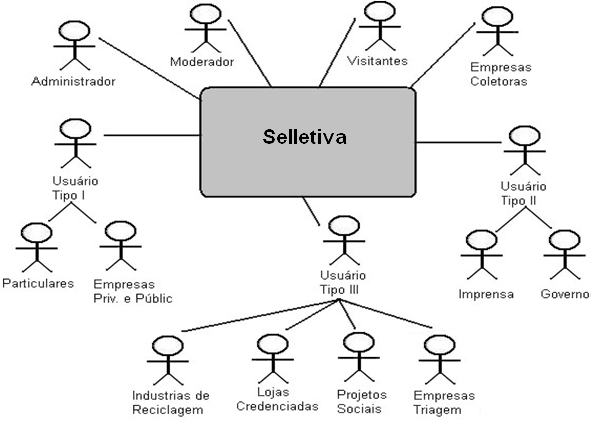 Administrador
Moderador
Visitantes
Empresas
Coletoras
Selletiva
Usuário
Tipo I
Usuário
Tipo II
Particulares
Empresas
Priv. e Públic
Usuário
Tipo III
Imprensa
Governo
Industrias de
Reciclagem
Lojas
Credenciadas
Projetos
Sociais
Empresas
Triagem